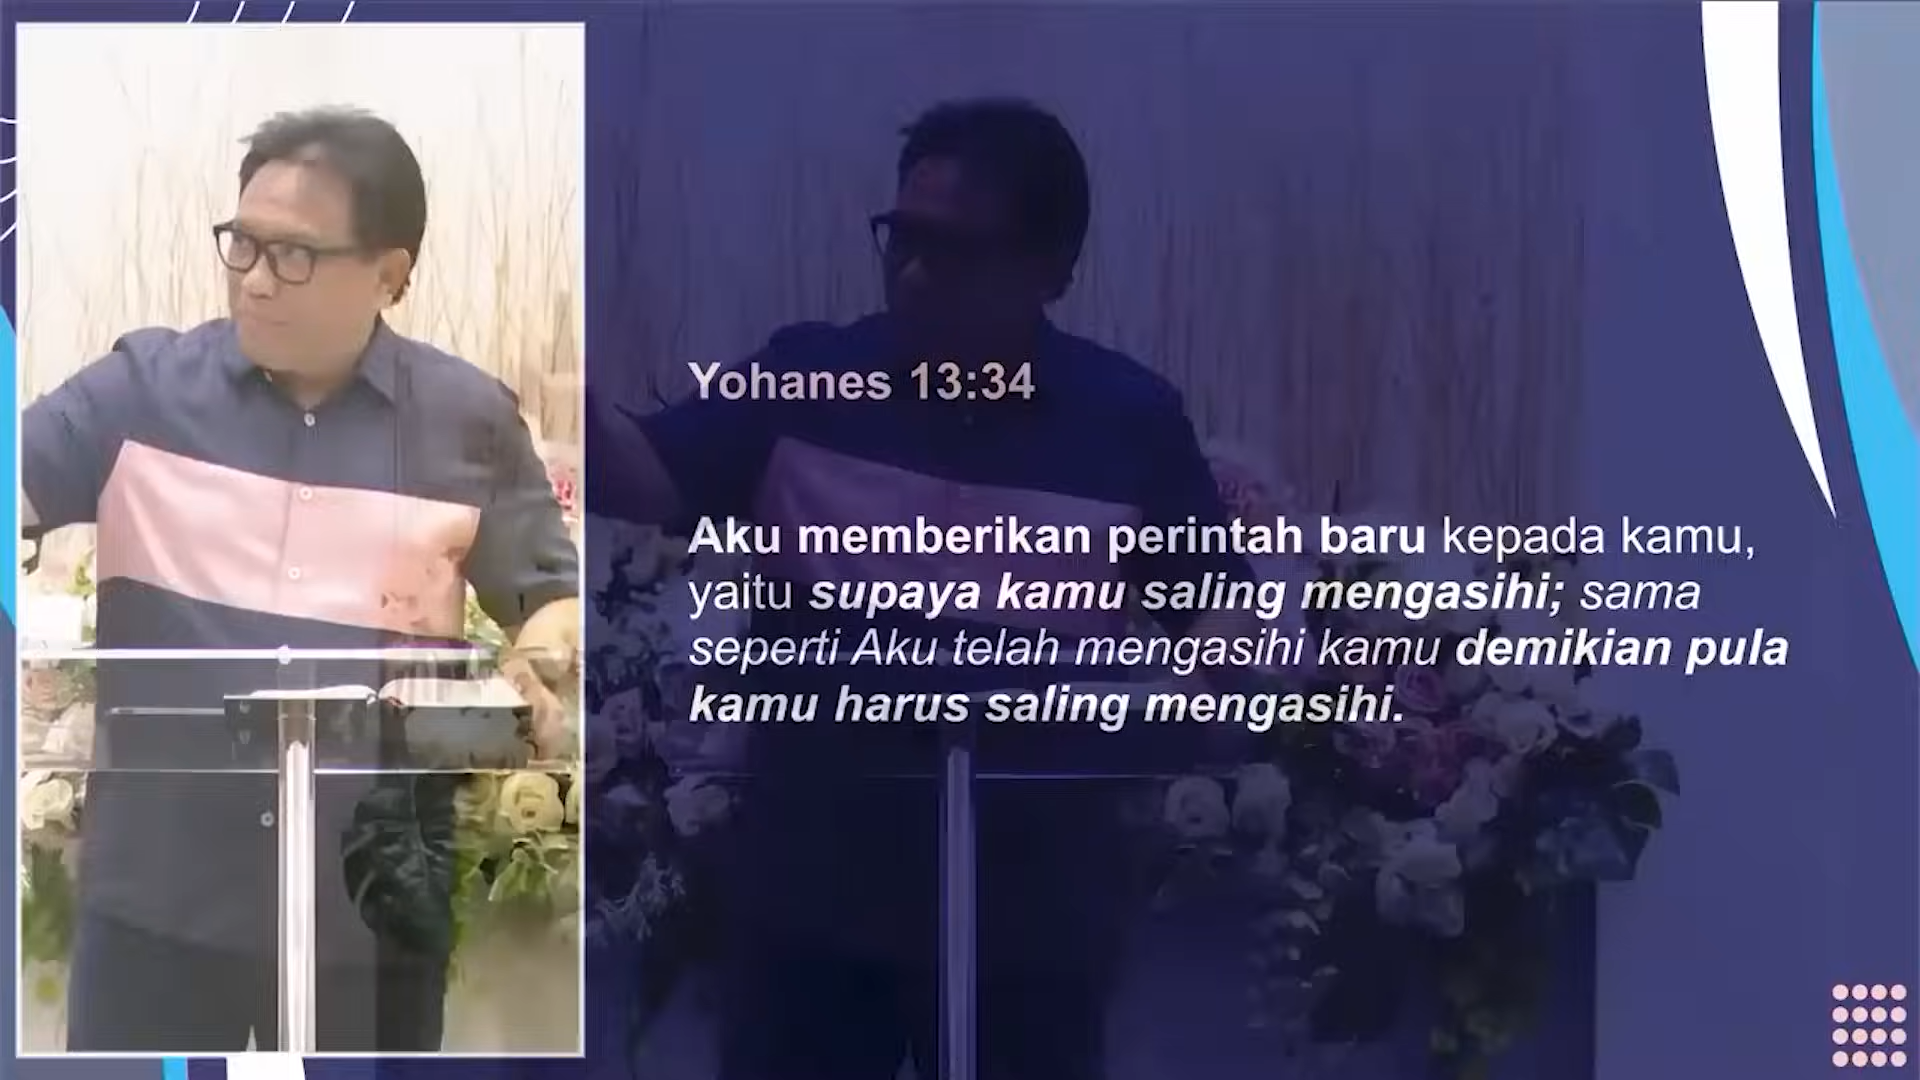 Yohanes 13:34
Aku memberikan perintah baru kepada kamu,
yaitu supaya kamu saling mengasihi; sama
seperti Aku telah mengasihi kamu demikian pula
kamu harus saling mengasihi.